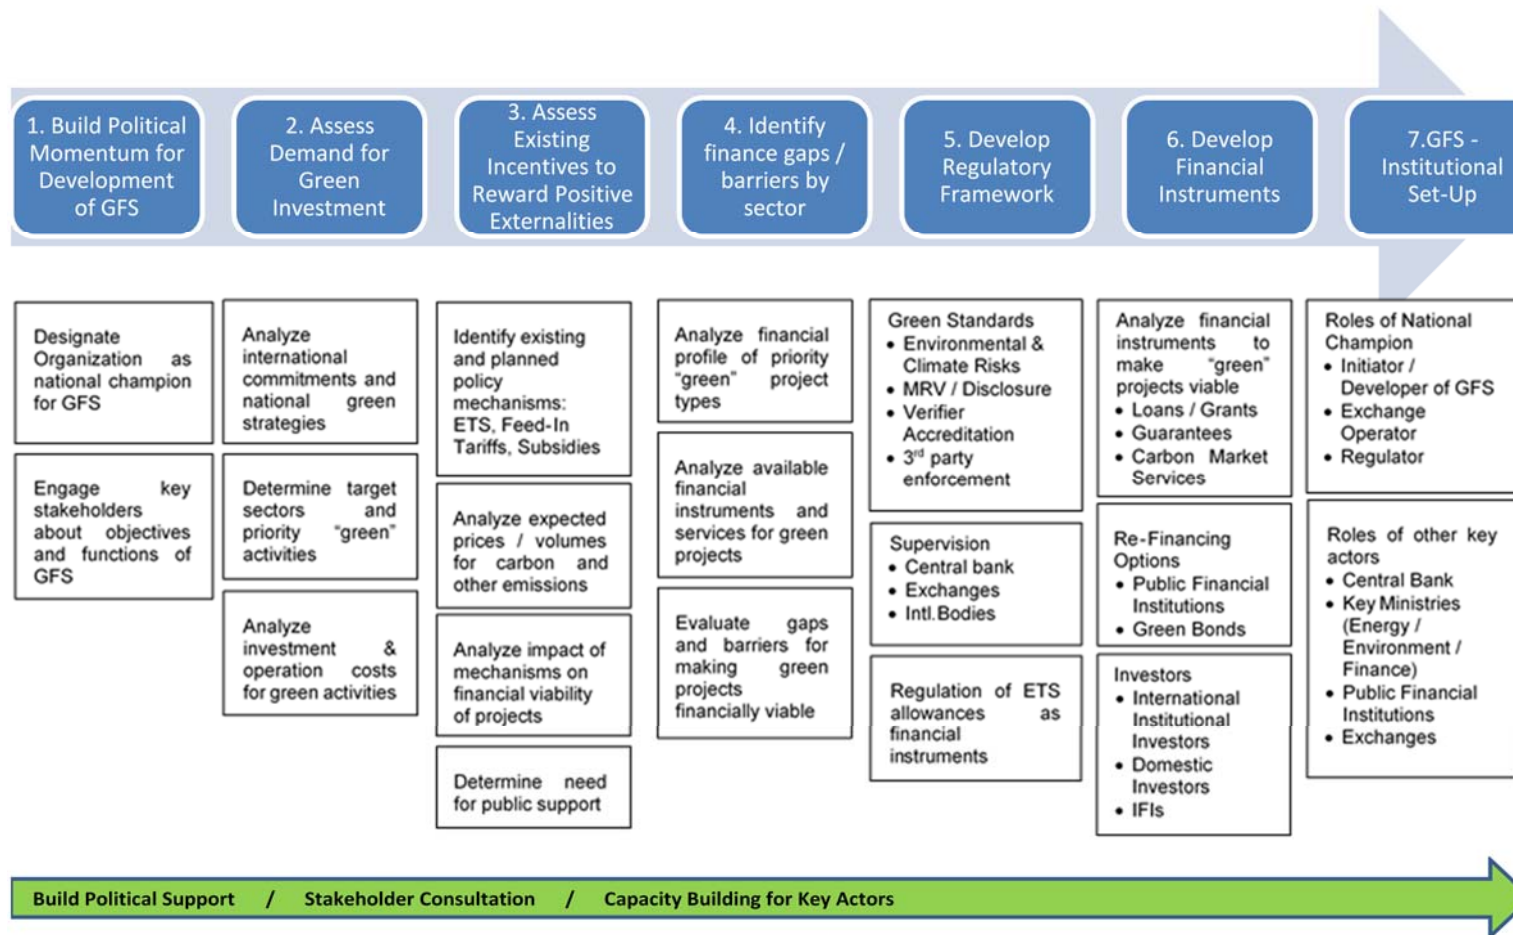 1. Build Political
Momentum for
Development
of GFS
2. Assess
Demand for
Green
Investment
3. Assess
Existing
Incentives to
Reward Positive
Externalities
4. Identify
finance gaps /
barriers by
sector
5. Develop
Regulatory
Framework
6. Develop
Financial
Instruments
7.GFS -
Institutional
Set-Up
Designate
Organization as
national champion
for GFS
Engage key
stakeholders
about objectives
and functions of
GFS
Analyze
international
commitments and
national green
strategies
Determine target
sectors and
priority “green”
activities
Analyze
investment &
operation costs
for green activities
Identify existing
and planned
policy
mechanisms:
ETS, Feed-In
Tariffs, Subsidies
Analyze expected
prices / volumes
for carbon and
other emissions
Analyze impact of
mechanisms on
financial viability
of projects
Determine need
for public support
Analyze financial
profile of priority
“green” project
types
Analyze available
financial
instruments and
services for green
projects
Evaluate gaps
and barriers for
making green
projects
financially viable
Green Standards
• Environmental &
Climate Risks
• MRV / Disclosure
• Verifier
Accreditation
• 3rd party
enforcement
Supervision
• Central bank
• Exchanges
• Intl.Bodies
Regulation of ETS
allowances as
financial
instruments
Analyze financial
instruments to
make “green”
projects viable
• Loans / Grants
• Guarantees
• Carbon Market
Services
Re-Financing
Options
• Public Financial
Institutions
• Green Bonds
Investors
• International
Institutional
Investors
• Domestic
Investors
• IFIs
Roles of National
Champion
• Initiator /
Developer of GFS
• Exchange
Operator
• Regulator
Roles of other key
actors
• Central Bank
• Key Ministries
(Energy /
Environment /
Finance)
• Public Financial
Institutions
• Exchanges
Build Political Support / Stakeholder Consultation / Capacity Building for Key Actors